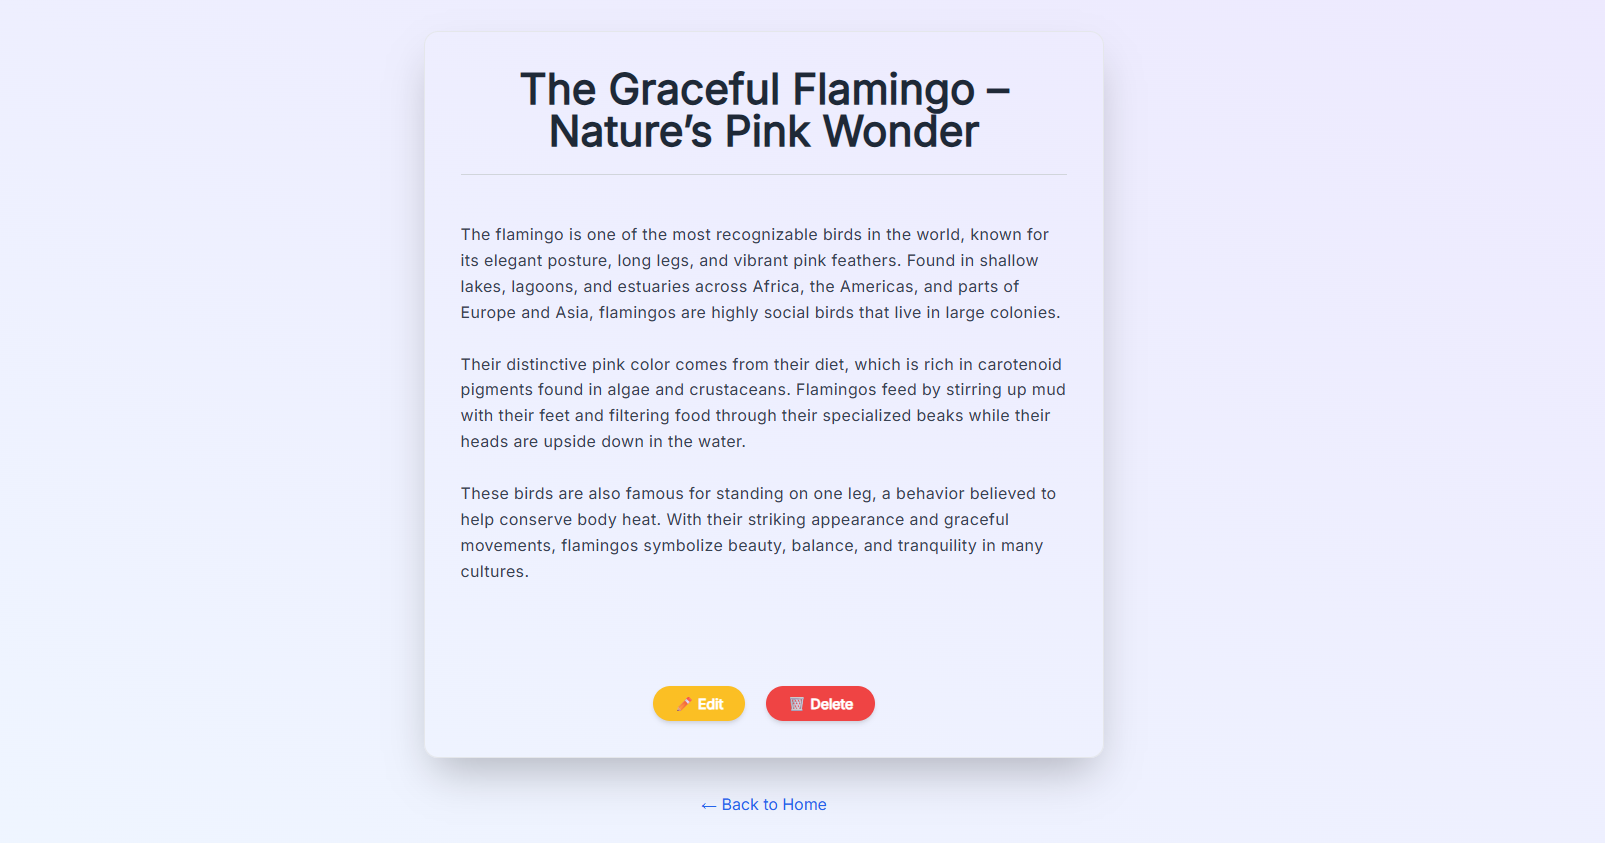 The Graceful Flamingo –
Nature’s Pink Wonder
The flamingo is one of the most recognizable birds in the world, known for
its elegant posture, long legs, and vibrant pink feathers. Found in shallow
lakes, lagoons, and estuaries across Africa, the Americas, and parts of
Europe and Asia, flamingos are highly social birds that live in large colonies.
Their distinctive pink color comes from their diet, which is rich in carotenoid
pigments found in algae and crustaceans. Flamingos feed by stirring up mud
with their feet and filtering food through their specialized beaks while their
heads are upside down in the water.
These birds are also famous for standing on one leg, a behavior believed to
help conserve body heat. With their striking appearance and graceful
movements, flamingos symbolize beauty, balance, and tranquility in many
cultures.
✏️ Edit
🗑️ Delete
← Back to Home